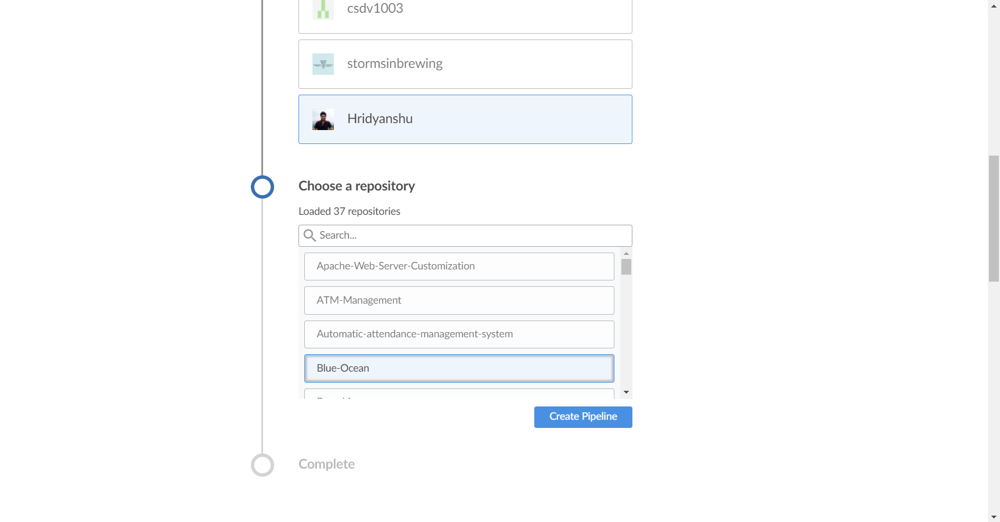 csdv1003
stormsinbrewing
Hridyanshu
Choose a repository
Loaded 37 repositories
Search...
Apache-Web-Server-Customization
ATM-Management
Automatic-attendance-management-system
Blue-Ocean
Create Pipeline
Complete